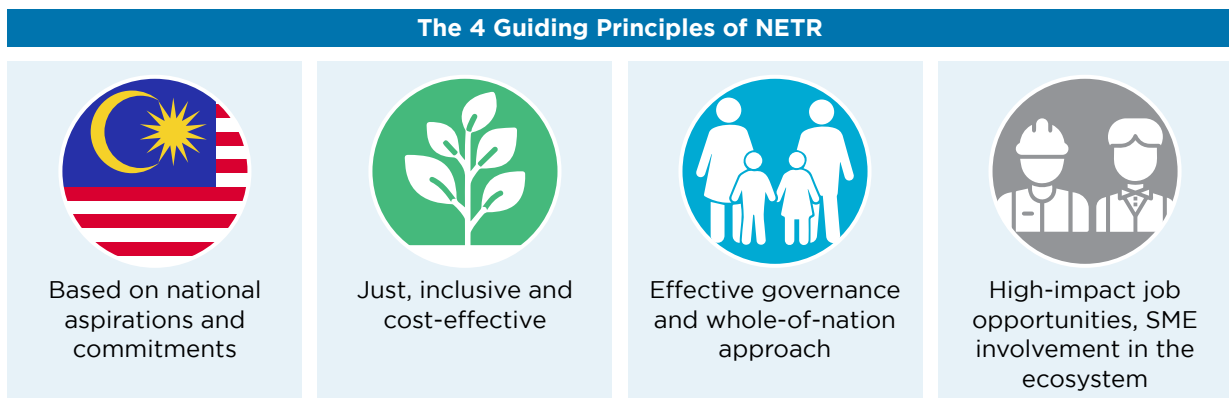 The 4 Guiding Principles of NETR
Based on national
aspirations and
commitments
Just, inclusive and
cost-effective
Effective governance
and whole-of-nation
approach
High-impact job
opportunities, SME
involvement in the
ecosystem